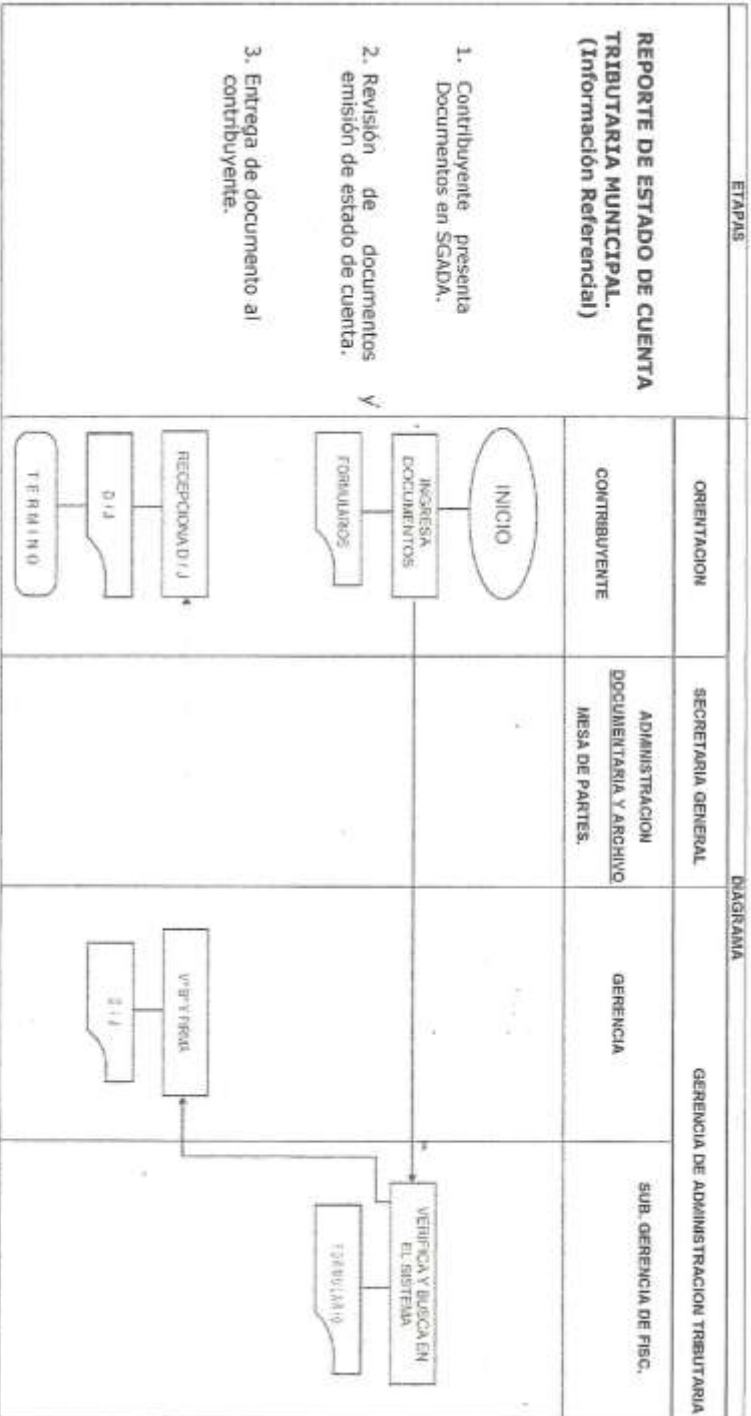 ETAPAS
DIAGRAMA
REPORTE DE ESTADO DE CUENTA
TRIBUTARIA MUNICIPAL.
(Información Referencial)
1. Contribuyente presenta
Documentos en SGADA.
2. Revisión de documentos y
emisión de estado de cuenta.
3. Entrega de documento al
contribuyente.
ORIENTACION
SECRETARIA GENERAL
GERENCIA DE ADMINISTRACION TRIBUTARIA
CONTRIBUYENTE
ADMINISTRACION
DOCUMENTARIA Y ARCHIVO
MESA DE PARTES.
GERENCIA
SUB. GERENCIA DE FISC.
INICIO
INGRESA
DOCUMENTOS
FORMULARIOS
VERIFICA Y BUSCA EN
EL SISTEMA
FORMULARIO
V°B° Y FIRMA
D I J
RECEPCIONA D I J
D I J
T E R M I N O